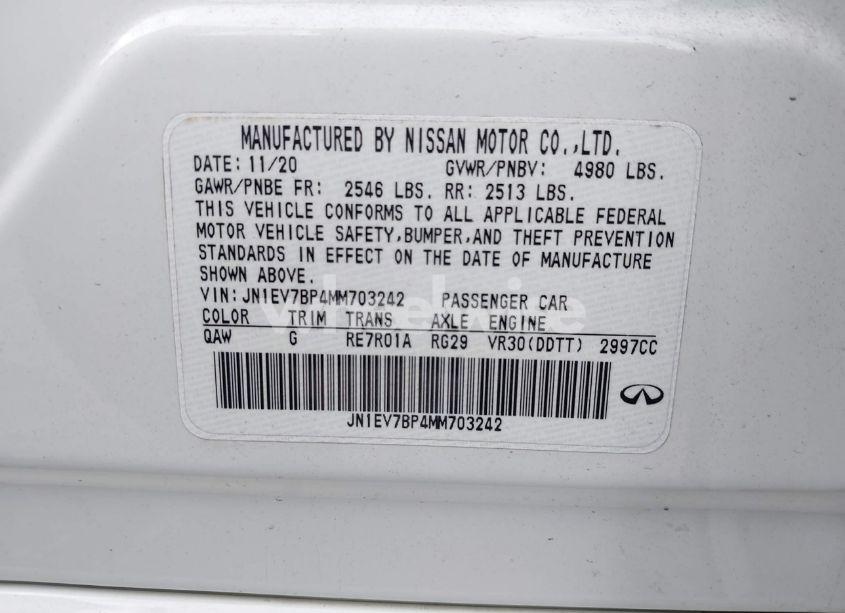 MANUFACTURED BY NISSAN MOTOR CO.,LTD.
DATE: 11/20 GVWR/PNBV: 4980 LBS.
GAWR/PNBE FR: 2546 LBS. RR: 2513 LBS.
THIS VEHICLE CONFORMS TO ALL APPLICABLE FEDERAL
MOTOR VEHICLE SAFETY,BUMPER,AND THEFT PREVENTION
STANDARDS IN EFFECT ON THE DATE OF MANUFACTURE
SHOWN ABOVE.
VIN:JN1EV7BP4MM703242 PASSENGER CAR
COLOR TRIM TRANS AXLE ENGINE
QAW G RE7R01A RG29 VR30(DDTT) 2997CC
JN1EV7BP4MM703242